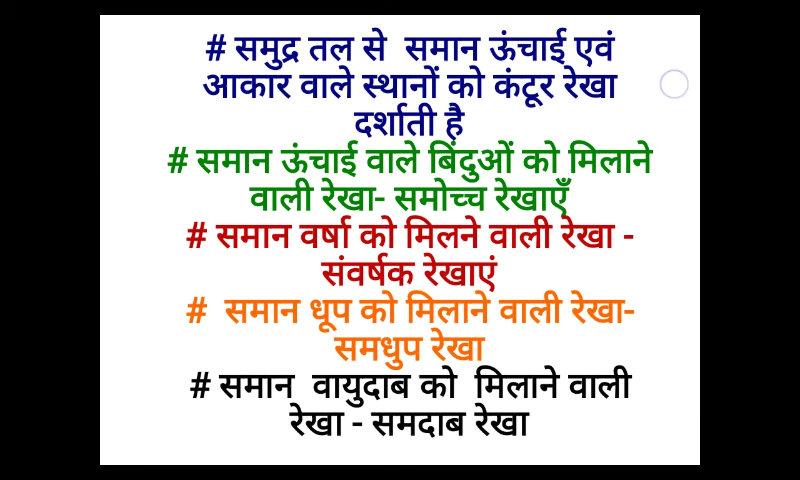 # समुद्र तल से  समान ऊंचाई एवं
आकार वाले स्थानों को कंटूर रेखा
दर्शाती है
# समान ऊंचाई वाले बिंदुओं को मिलाने
वाली रेखा- समोच्च रेखाएँ
# समान वर्षा को मिलने वाली रेखा -
संवर्षक रेखाएं
#  समान धूप को मिलाने वाली रेखा-
समधुप रेखा
# समान  वायुदाब को  मिलाने वाली
रेखा - समदाब रेखा